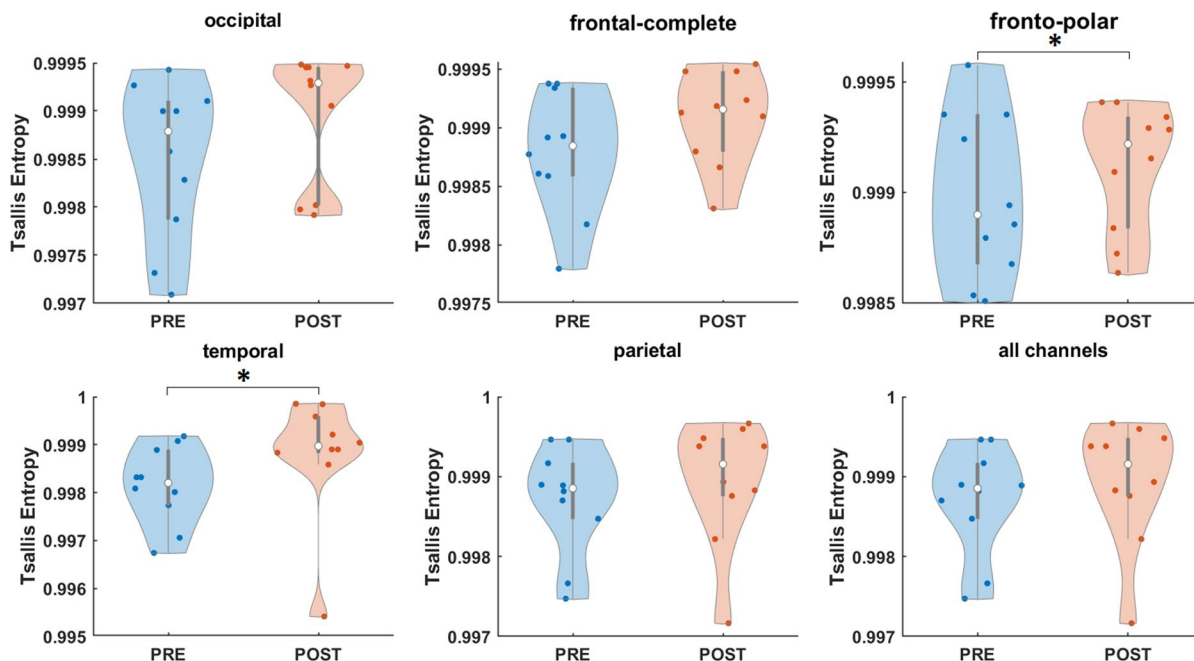 occipital
Tsallis Entropy
0.9995
0.999
0.9985
0.998
0.9975
0.997
PRE
POST
frontal-complete
Tsallis Entropy
0.9995
0.999
0.9985
0.998
0.9975
PRE
POST
fronto-polar
*
Tsallis Entropy
0.9995
0.999
0.9985
PRE
POST
temporal
*
Tsallis Entropy
1
0.999
0.998
0.997
0.996
0.995
PRE
POST
parietal
Tsallis Entropy
1
0.999
0.998
0.997
PRE
POST
all channels
Tsallis Entropy
1
0.999
0.998
0.997
PRE
POST